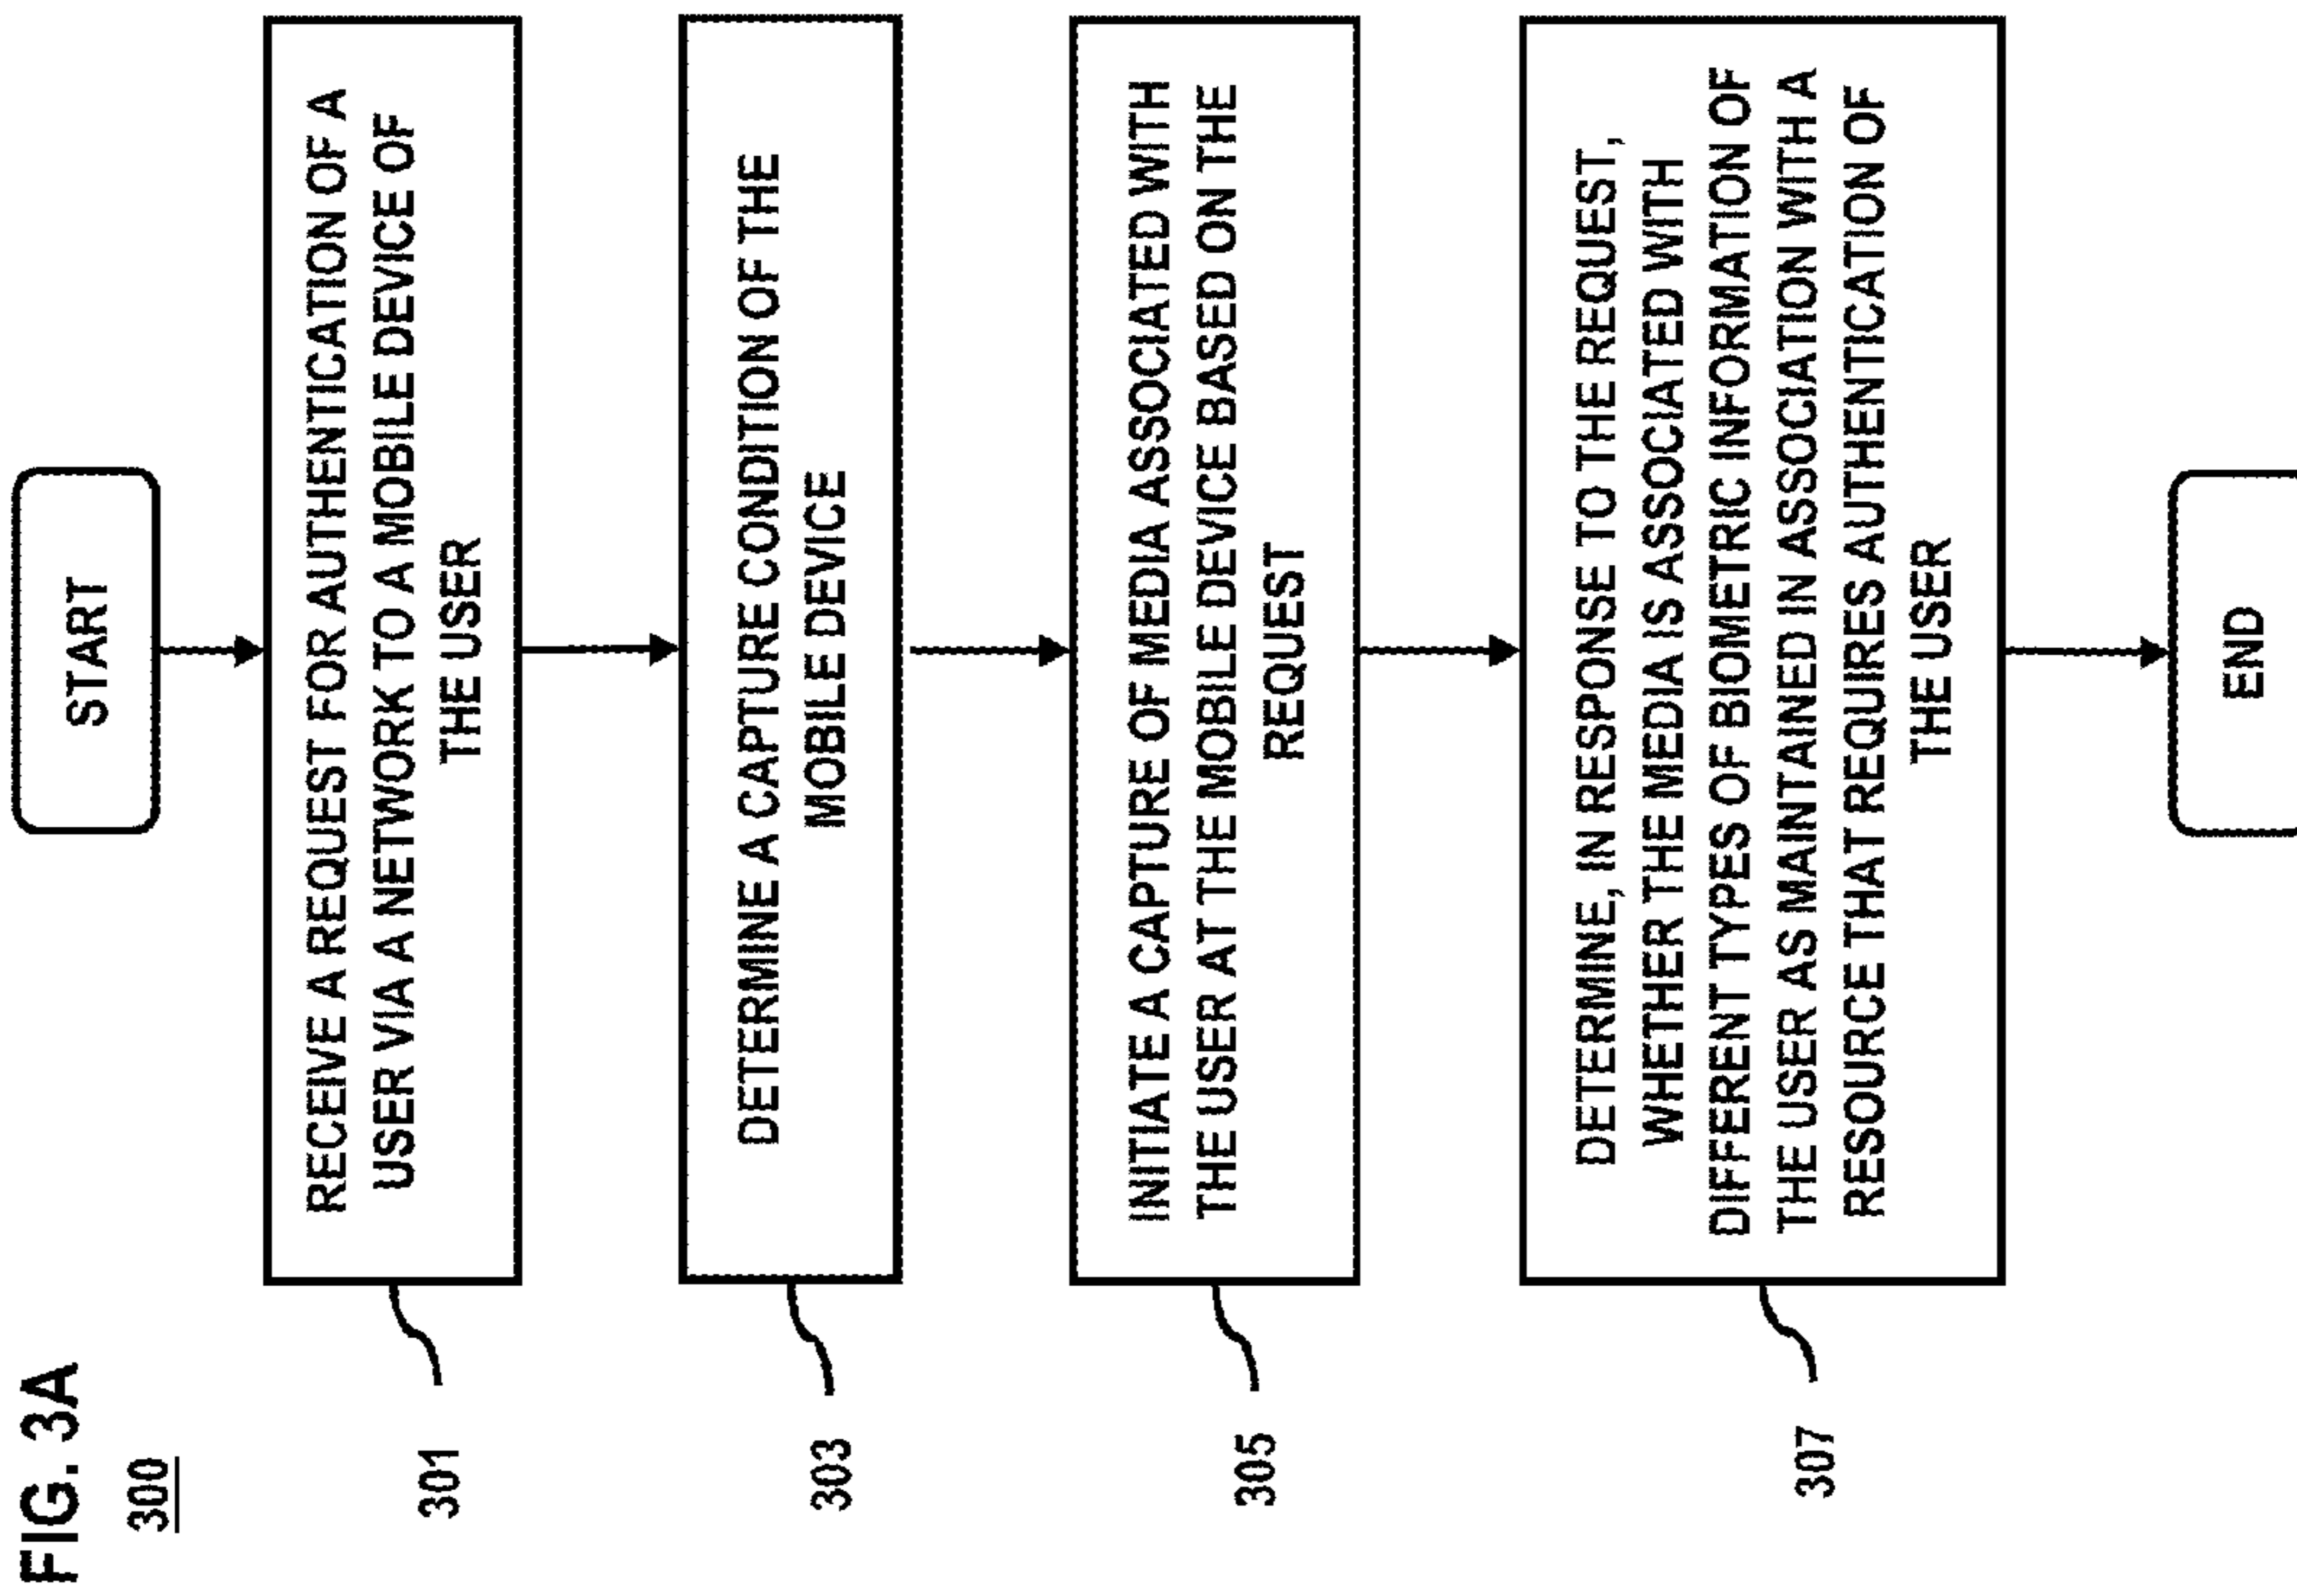 FIG. 3A
300
START
301
RECEIVE A REQUEST FOR AUTHENTICATION OF A
USER VIA A NETWORK TO A MOBILE DEVICE OF
THE USER
303
DETERMINE A CAPTURE CONDITION OF THE
MOBILE DEVICE
305
INITIATE A CAPTURE OF MEDIA ASSOCIATED WITH
THE USER AT THE MOBILE DEVICE BASED ON THE
REQUEST
307
DETERMINE, IN RESPONSE TO THE REQUEST,
WHETHER THE MEDIA IS ASSOCIATED WITH
DIFFERENT TYPES OF BIOMETRIC INFORMATION OF
THE USER AS MAINTAINED IN ASSOCIATION WITH A
RESOURCE THAT REQUIRES AUTHENTICATION OF
THE USER
END